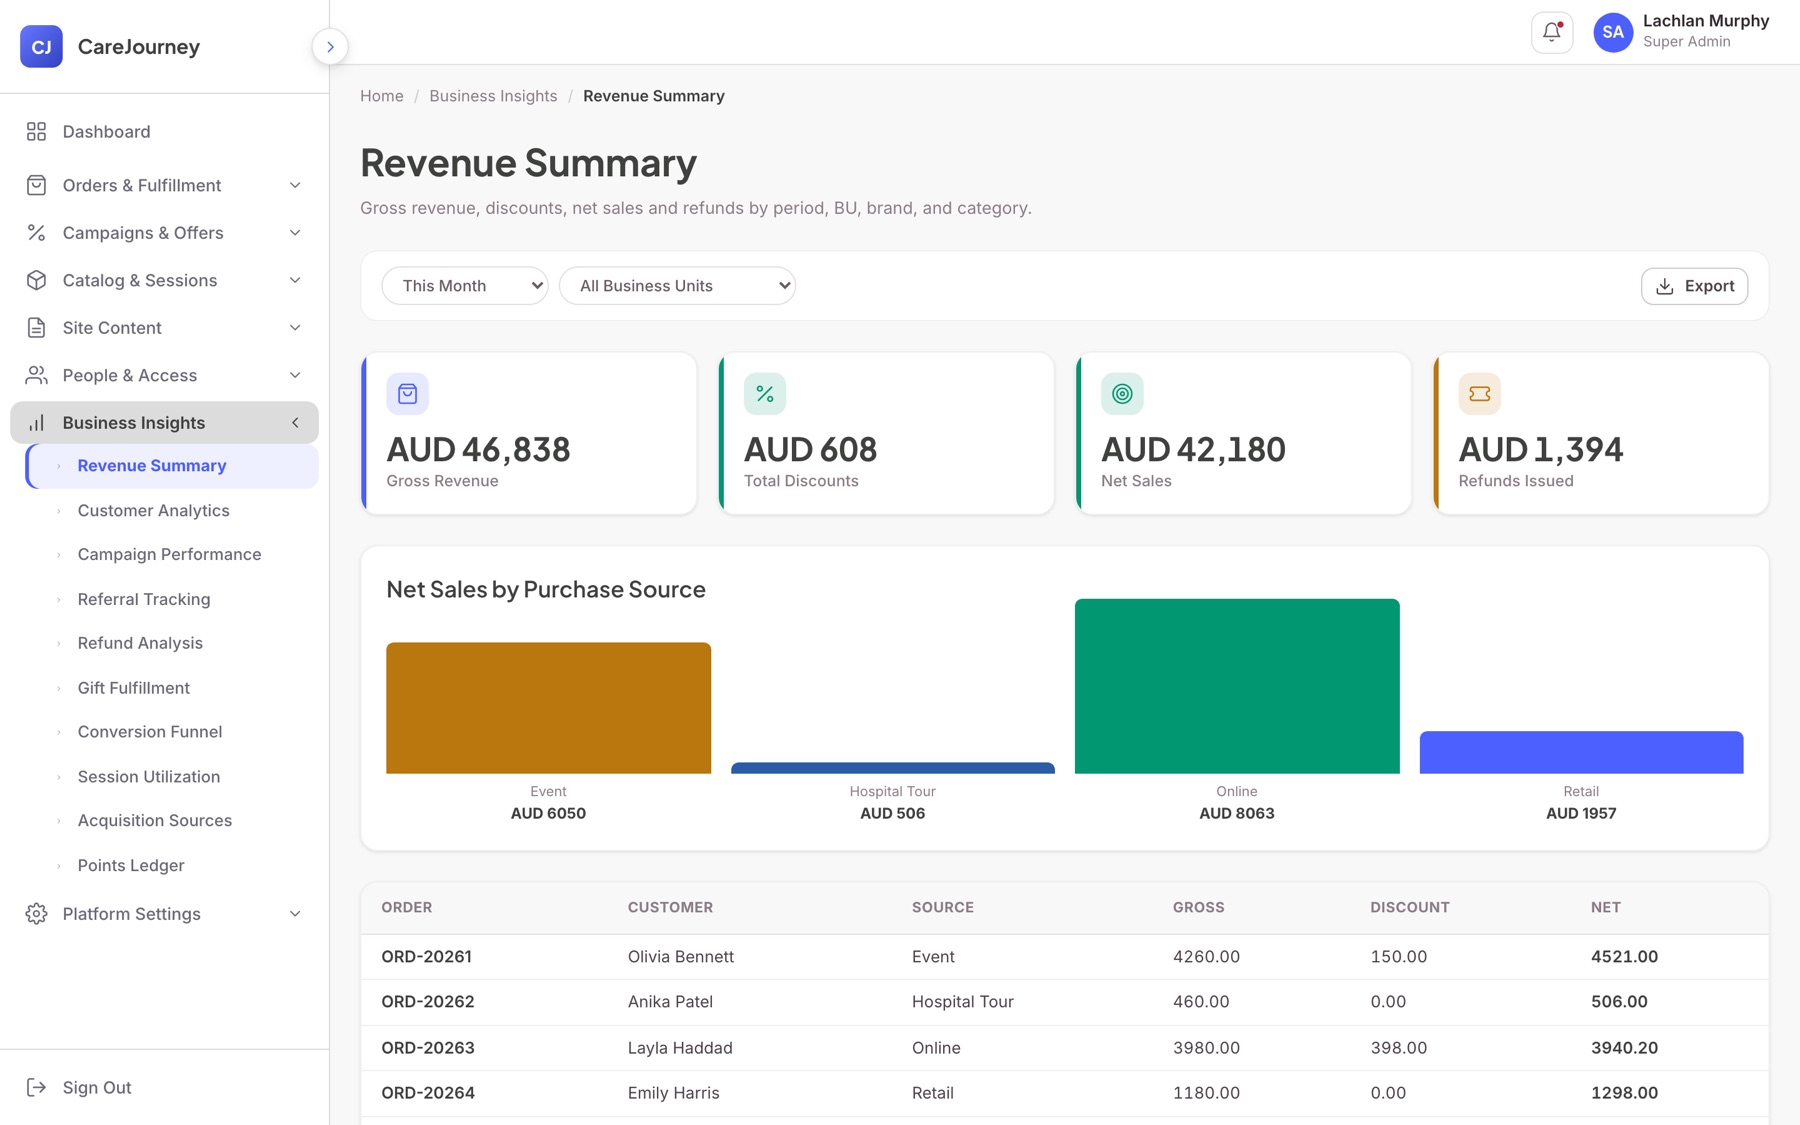 CJ CareJourney
Lachlan Murphy
SA
Super Admin
Dashboard
Orders & Fulfillment
Campaigns & Offers
Catalog & Sessions
Site Content
People & Access
Business Insights
Revenue Summary
Customer Analytics
Campaign Performance
Referral Tracking
Refund Analysis
Gift Fulfillment
Conversion Funnel
Session Utilization
Acquisition Sources
Points Ledger
Platform Settings
Sign Out
Home / Business Insights / Revenue Summary
Revenue Summary
Gross revenue, discounts, net sales and refunds by period, BU, brand, and category.
This Month All Business Units Export
AUD 46,838
Gross Revenue
AUD 608
Total Discounts
AUD 42,180
Net Sales
AUD 1,394
Refunds Issued
Net Sales by Purchase Source
Event
AUD 6050
Hospital Tour
AUD 506
Online
AUD 8063
Retail
AUD 1957
ORDER CUSTOMER SOURCE GROSS DISCOUNT NET
ORD-20261 Olivia Bennett Event 4260.00 150.00 4521.00
ORD-20262 Anika Patel Hospital Tour 460.00 0.00 506.00
ORD-20263 Layla Haddad Online 3980.00 398.00 3940.20
ORD-20264 Emily Harris Retail 1180.00 0.00 1298.00